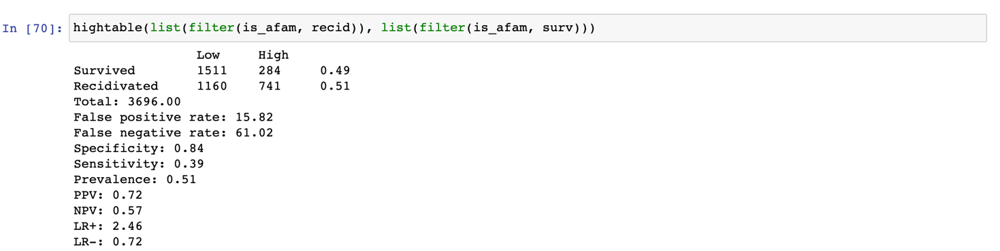 In [70]: hightable(list(filter(is_afam, recid)), list(filter(is_afam, surv)))
Low High
Survived 1511 284 0.49
Recidivated 1160 741 0.51
Total: 3696.00
False positive rate: 15.82
False negative rate: 61.02
Specificity: 0.84
Sensitivity: 0.39
Prevalence: 0.51
PPV: 0.72
NPV: 0.57
LR+: 2.46
LR-: 0.72